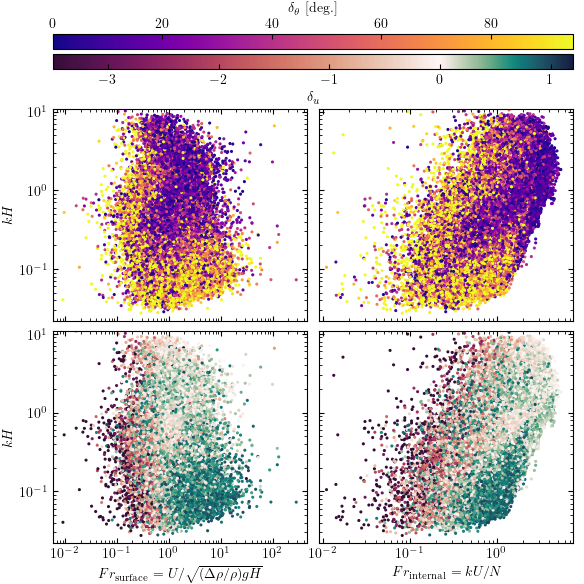 δ_θ [deg.]
0 20 40 60 80
−3 −2 −1 0 1
δ_u
10^1
10^0
10^−1
kH
10^1
10^0
10^−1
kH
10^−2 10^−1 10^0 10^1 10^2
10^−2 10^−1 10^0
Fr_surface = U/√(Δρ/ρ)gH
Fr_internal = kU/N